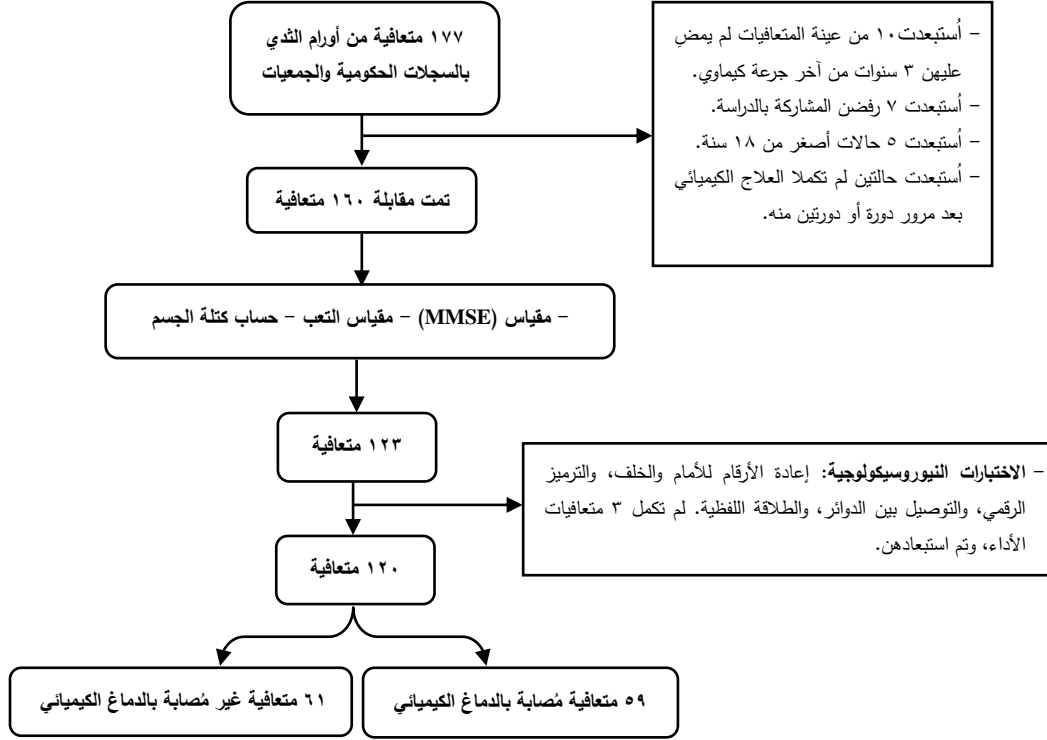 ١٧٧ متعافية من أورام الثدي
بالسجلات الحكومية والجمعيات
- أُستبعدت١٠ من عينة المتعافيات لم يمضِ
عليهن ٣ سنوات من آخر جرعة كيماوي.
- أُستبعدت ٧ رفضن المشاركة بالدراسة.
- أُستبعدت ٥ حالات أصغر من ١٨ سنة.
- أُستبعدت حالتين لم تكملا العلاج الكيميائي
بعد مرور دورة أو دورتين منه.
تمت مقابلة ١٦٠ متعافية
- مقياس (MMSE) - مقياس التعب - حساب كتلة الجسم
١٢٣ متعافية
- الاختبارات النيوروسيكولوجية: إعادة الأرقام للأمام والخلف، والترميز
الرقمي، والتوصيل بين الدوائر، والطلاقة اللفظية. لم تكمل ٣ متعافيات
الأداء، وتم استبعادهن.
١٢٠ متعافية
٥٩ متعافية مُصابة بالدماغ الكيميائي
٦١ متعافية غير مُصابة بالدماغ الكيميائي